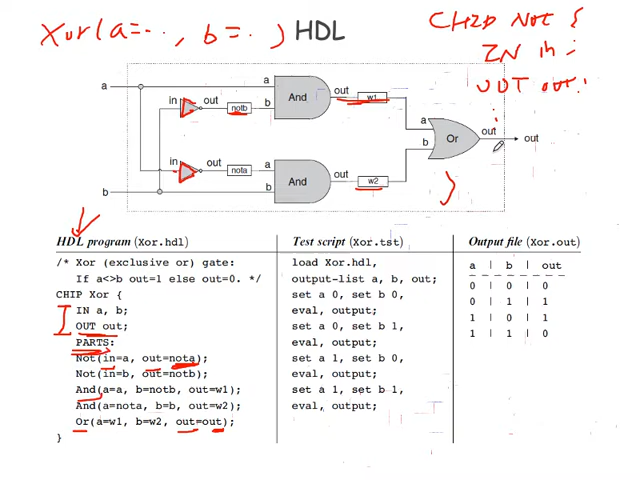 Xor(a=--, b=--) HDL
CHIP Not {
IN in ;
OUT out ;
}
a
a
out
And
in
out
notb
b
w1
a
Or
out
out
b
in
out
nota
a
And
out
w2
b
b
HDL program (Xor.hdl)
/* Xor (exclusive or) gate:
If a<>b out=1 else out=0. */
CHIP Xor {
IN a, b;
OUT out;
PARTS:
Not(in=a, out=nota);
Not(in=b, out=notb);
And(a=a, b=notb, out=w1);
And(a=nota, b=b, out=w2);
Or(a=w1, b=w2, out=out);
}
Test script (Xor.tst)
load Xor.hdl,
output-list a, b, out;
set a 0, set b 0,
eval, output;
set a 0, set b 1,
eval, output;
set a 1, set b 0,
eval, output;
set a 1, set b 1,
eval, output;
Output file (Xor.out)
a | b | out
0 | 0 | 0
0 | 1 | 1
1 | 0 | 1
1 | 1 | 0